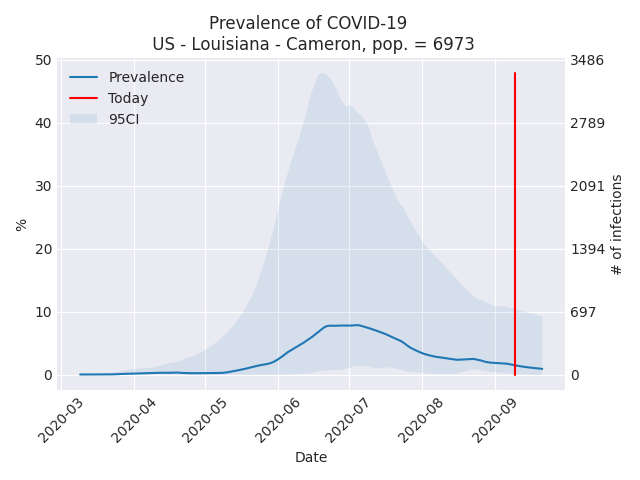 Prevalence of COVID-19
US - Louisiana - Cameron, pop. = 6973
Prevalence
Today
95CI
50
40
30
20
10
0
%
3486
2789
2091
1394
697
0
# of infections
2020-03
2020-04
2020-05
2020-06
2020-07
2020-08
2020-09
Date